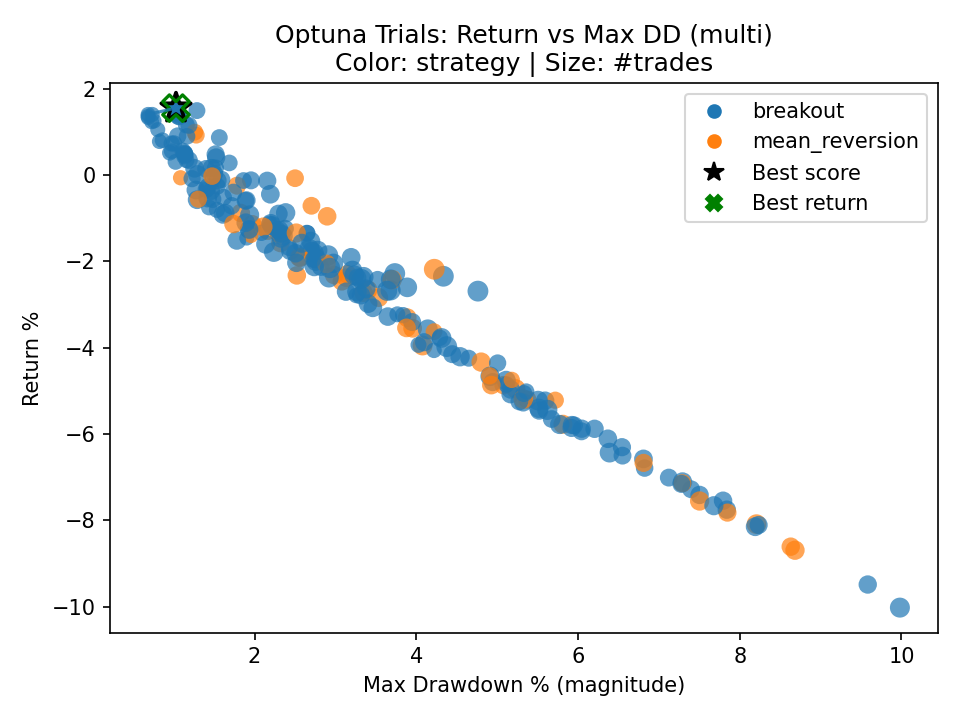 Optuna Trials: Return vs Max DD (multi)
Color: strategy | Size: #trades
breakout
mean_reversion
Best score
Best return
Return %
2
0
−2
−4
−6
−8
−10
2
4
6
8
10
Max Drawdown % (magnitude)